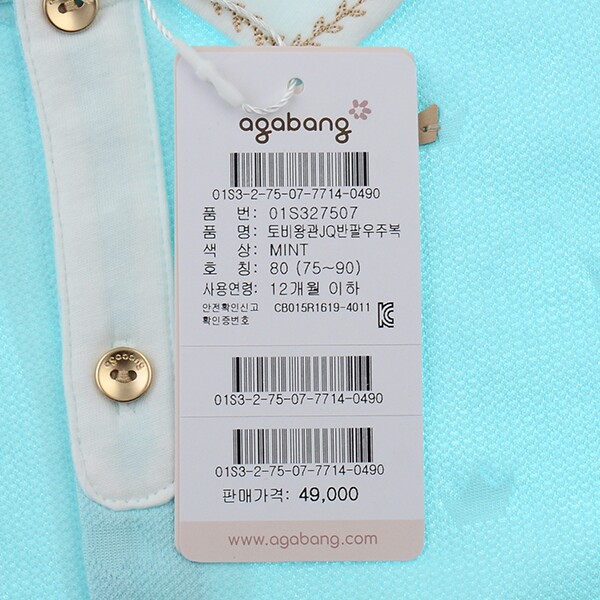 agabang
01S3-2-75-07-7714-0490
품 번: 01S327507
품 명: 토비왕관JQ반팔우주복
색 상: MINT
호 칭: 80 (75~90)
사용연령: 12개월 이하
안전확인신고 CB015R1619-4011
확인증번호
agabang
01S3-2-75-07-7714-0490
01S3-2-75-07-7714-0490
판매가격: 49,000
www.agabang.com